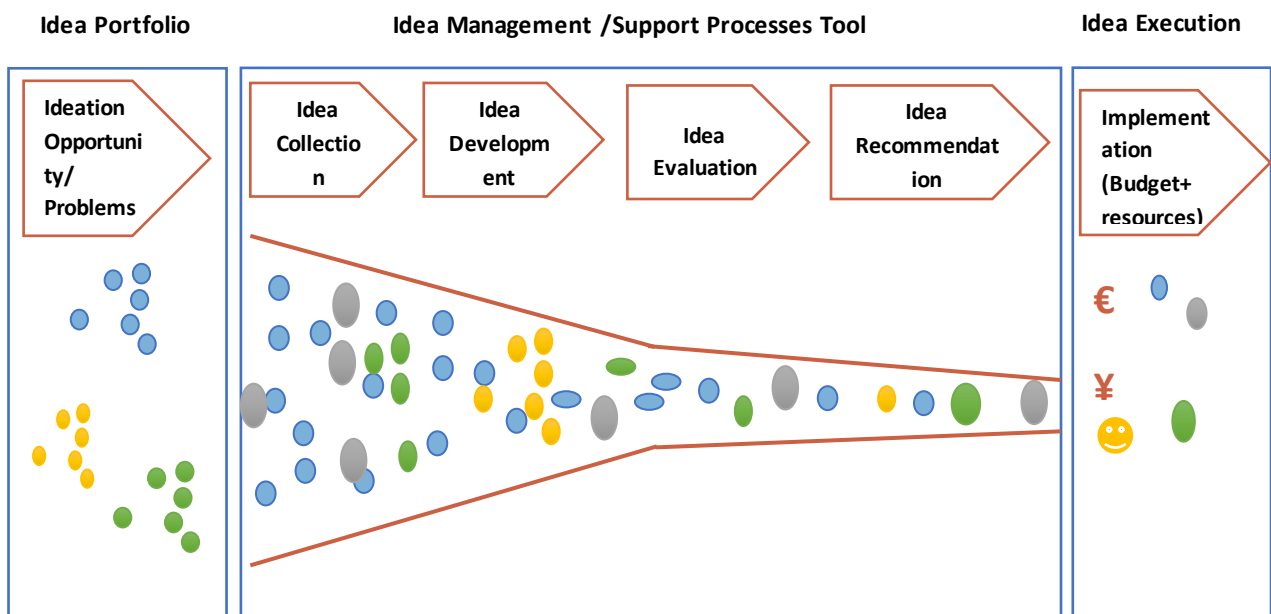 Idea Portfolio
Idea Management /Support Processes Tool
Idea Execution
Ideation
Opportuni
ty/
Problems
Idea
Collectio
n
Idea
Developm
ent
Idea
Evaluation
Idea
Recommendat
ion
Implement
ation
(Budget+
resources)
€
¥